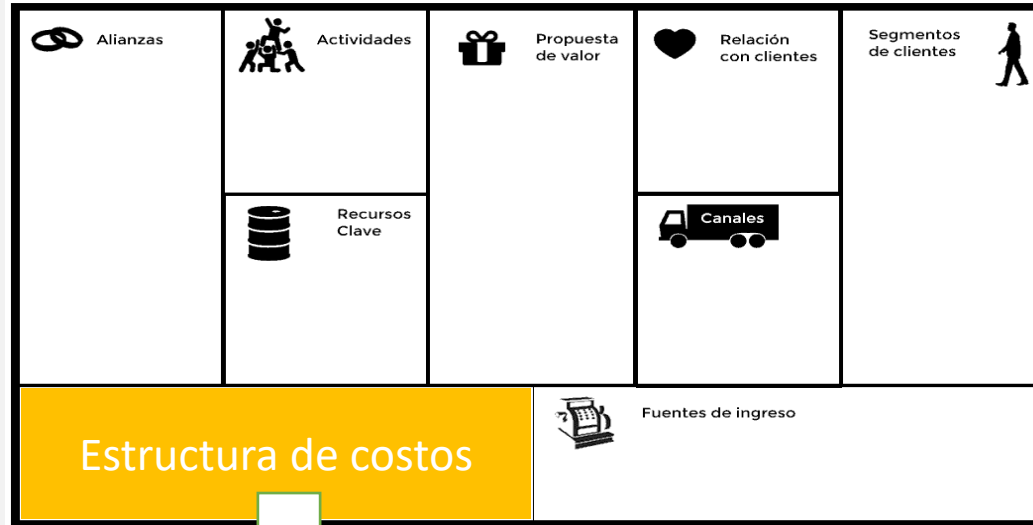 Alianzas
Actividades
Propuesta
de valor
Relación
con clientes
Segmentos
de clientes
Recursos
Clave
Canales
Estructura de costos
Fuentes de ingreso